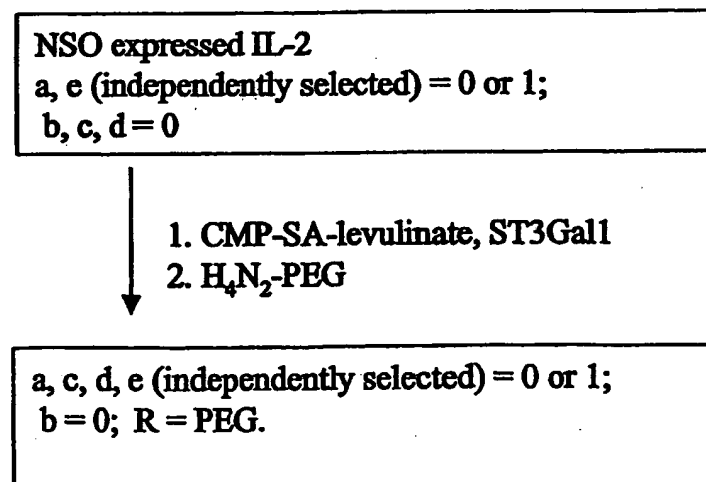 NSO expressed IL-2
a, e (independently selected) = 0 or 1;
b, c, d = 0
1. CMP-SA-levulinate, ST3Gal1
2. H₄N₂-PEG
a, c, d, e (independently selected) = 0 or 1;
b = 0; R = PEG.